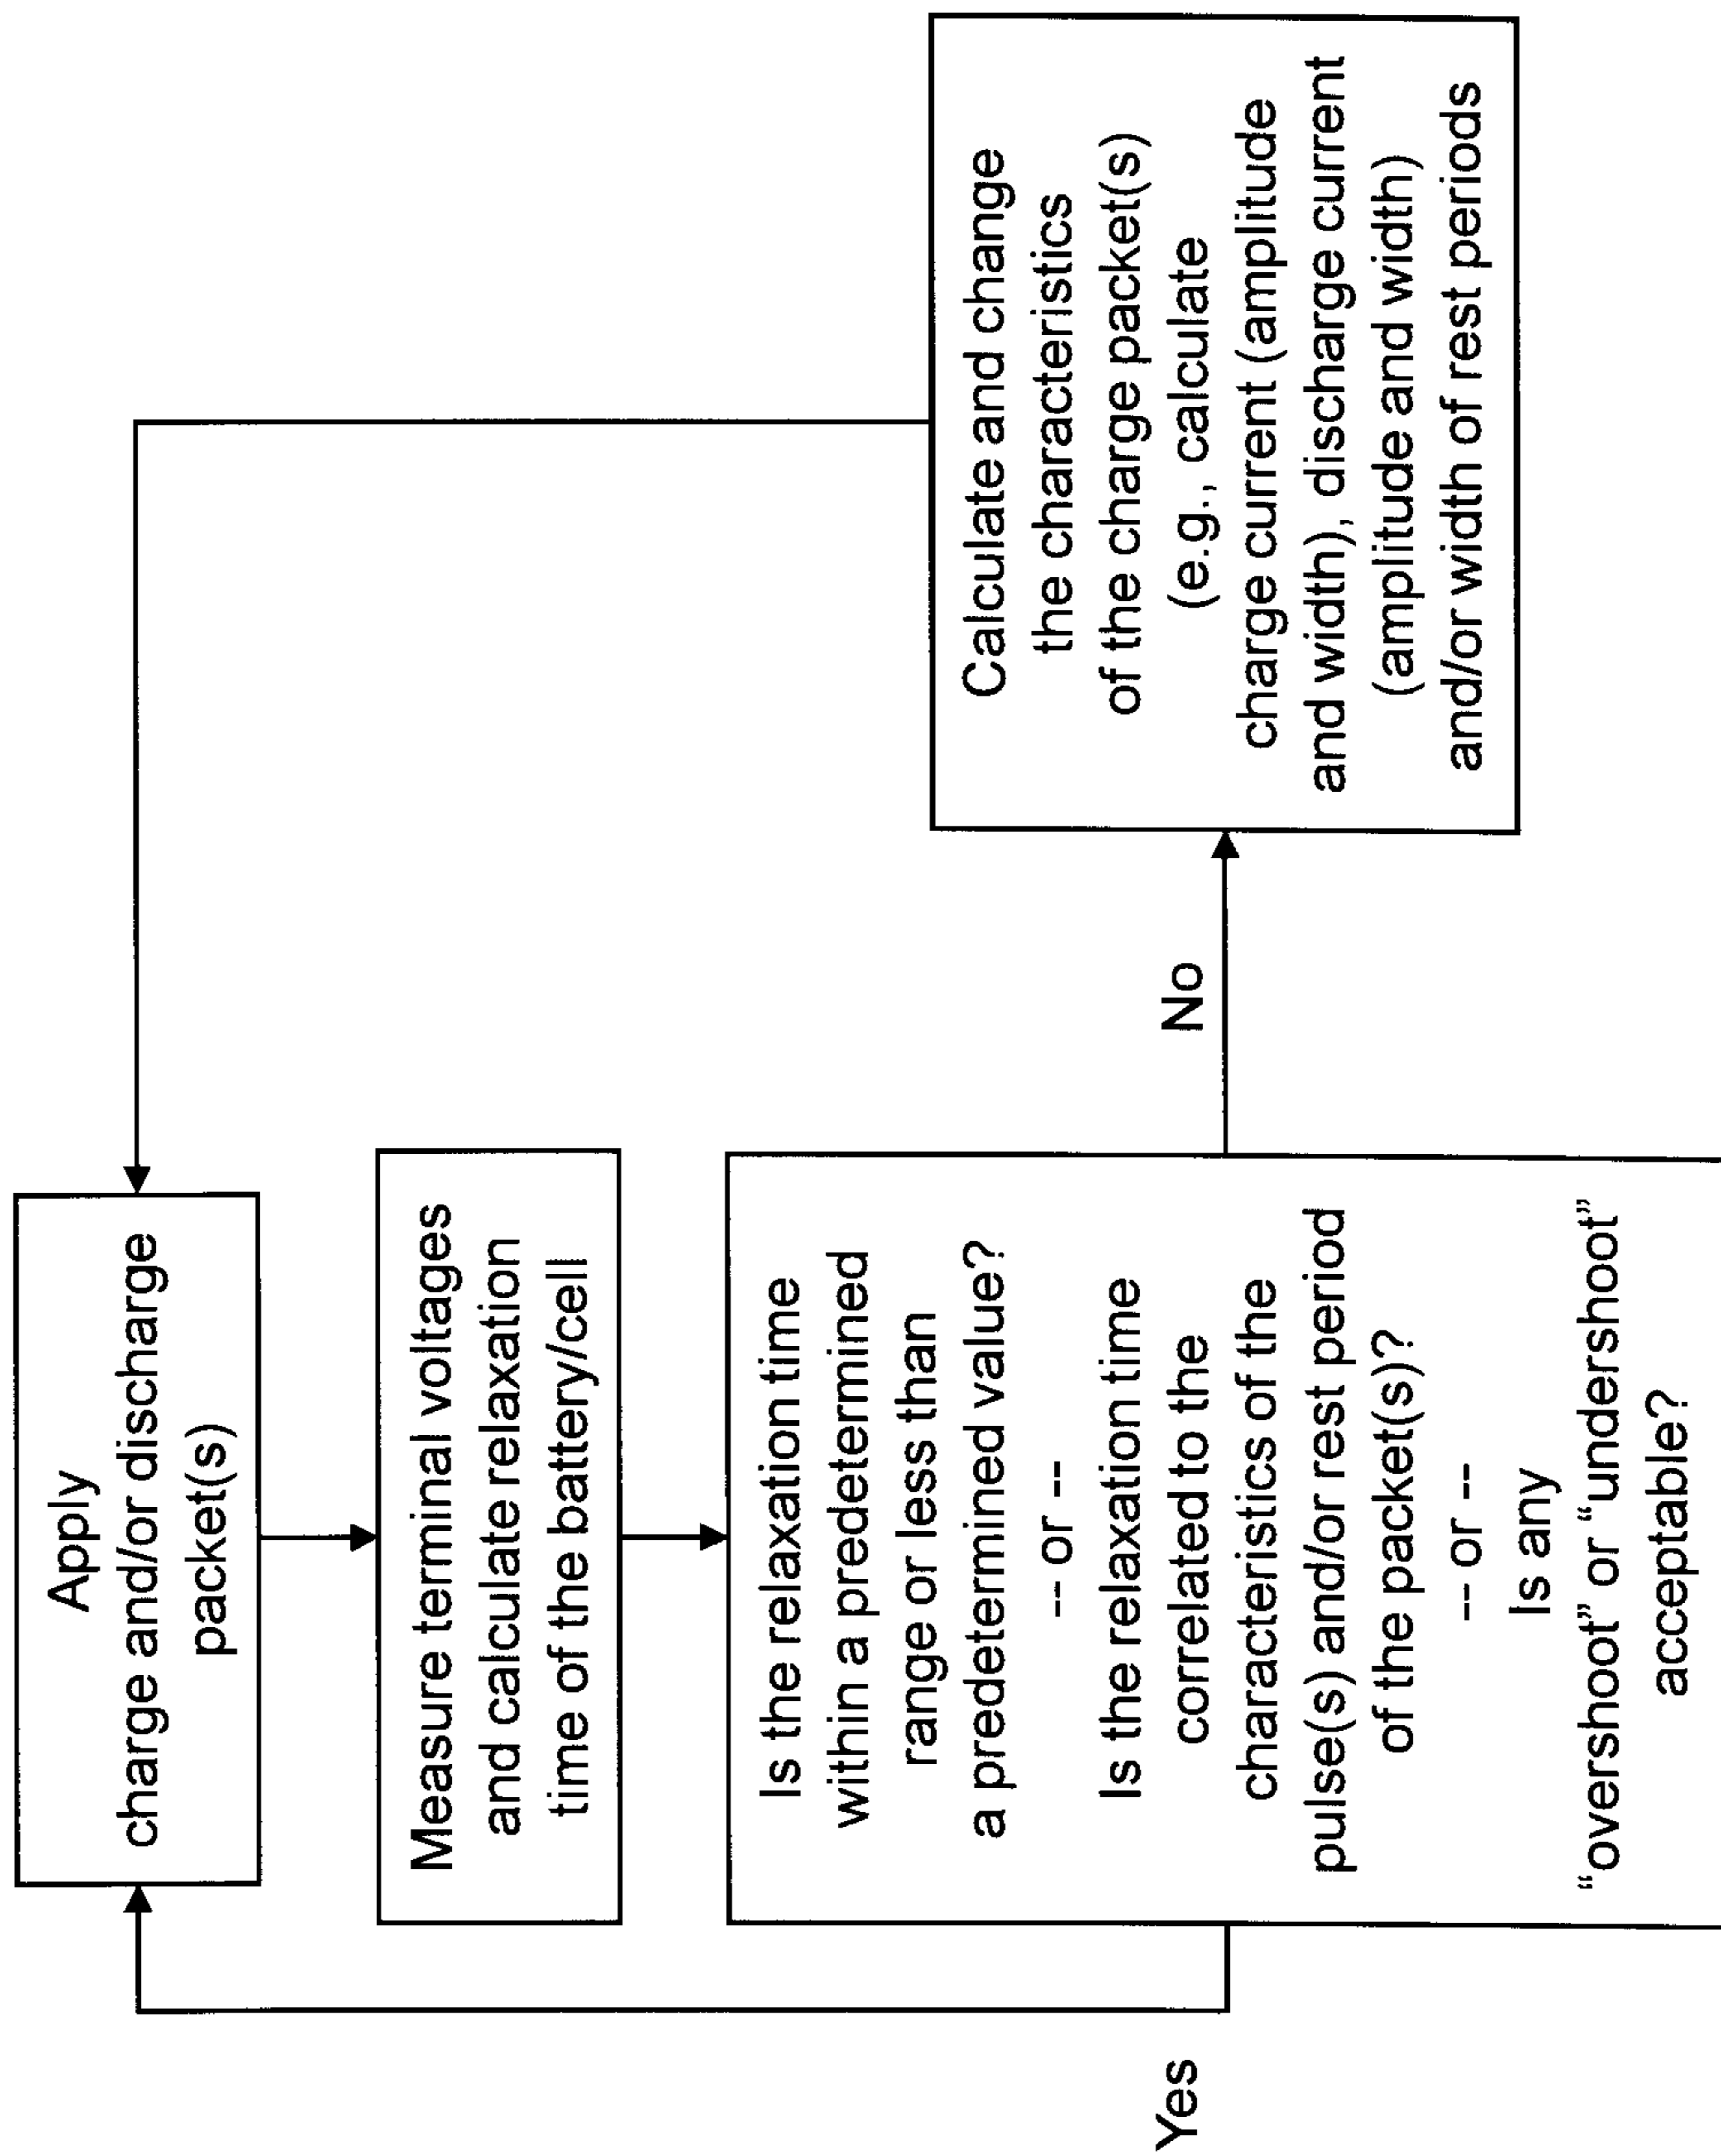 Apply
charge and/or discharge
packet(s)
Measure terminal voltages
and calculate relaxation
time of the battery/cell
Is the relaxation time
within a predetermined
range or less than
a predetermined value?
-- or --
Is the relaxation time
correlated to the
characteristics of the
pulse(s) and/or rest period
of the packet(s)?
-- or --
Is any
“overshoot” or “undershoot”
acceptable?
Yes
No
Calculate and change
the characteristics
of the charge packet(s)
(e.g., calculate
charge current (amplitude
and width), discharge current
(amplitude and width)
and/or width of rest periods